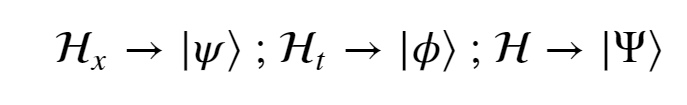 ℋₓ → |ψ⟩ ; ℋₜ → |ϕ⟩ ; ℋ → |Ψ⟩